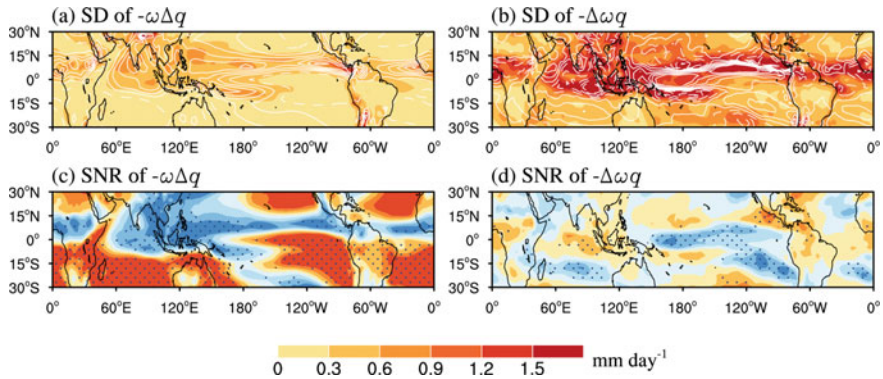 (a) SD of -ωΔq
(b) SD of -Δωq
30°N
15°N
0°
15°S
30°S
0° 60°E 120°E 180° 120°W 60°W 0°
30°N
15°N
0°
15°S
30°S
0° 60°E 120°E 180° 120°W 60°W 0°
(c) SNR of -ωΔq
(d) SNR of -Δωq
30°N
15°N
0°
15°S
30°S
0° 60°E 120°E 180° 120°W 60°W 0°
30°N
15°N
0°
15°S
30°S
0° 60°E 120°E 180° 120°W 60°W 0°
0 0.3 0.6 0.9 1.2 1.5 mm day⁻¹